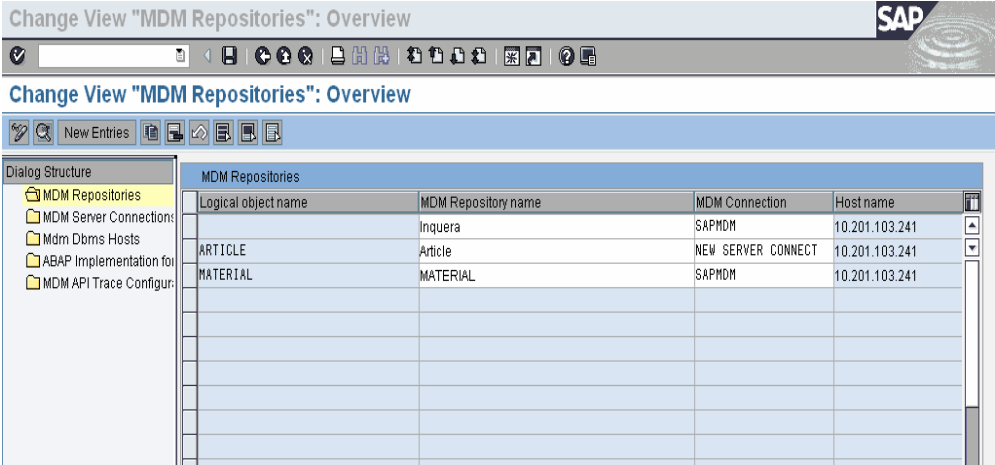 Change View "MDM Repositories": Overview
SAP
Change View "MDM Repositories": Overview
New Entries
Dialog Structure
MDM Repositories
MDM Server Connections
Mdm Dbms Hosts
ABAP Implementation for
MDM API Trace Configur
MDM Repositories
Logical object name MDM Repository name MDM Connection Host name
Inquera SAPMDM 10.201.103.241
ARTICLE Article NEW SERVER CONNECT 10.201.103.241
MATERIAL MATERIAL SAPMDM 10.201.103.241